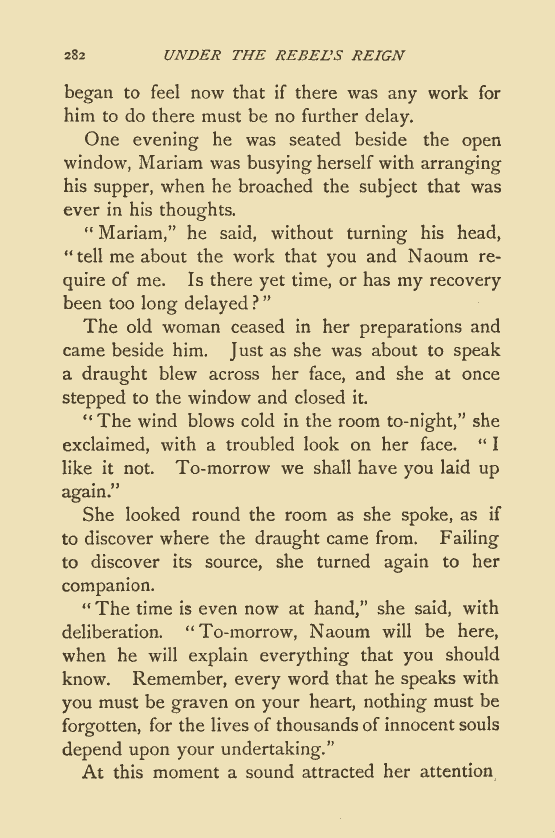 282 UNDER THE REBEL'S REIGN
began to feel now that if there was any work for
him to do there must be no further delay.
One evening he was seated beside the open
window, Mariam was busying herself with arranging
his supper, when he broached the subject that was
ever in his thoughts.
“Mariam,” he said, without turning his head,
“tell me about the work that you and Naoum re-
quire of me. Is there yet time, or has my recovery
been too long delayed?”
The old woman ceased in her preparations and
came beside him. Just as she was about to speak
a draught blew across her face, and she at once
stepped to the window and closed it.
“The wind blows cold in the room to-night,” she
exclaimed, with a troubled look on her face. “I
like it not. To-morrow we shall have you laid up
again.”
She looked round the room as she spoke, as if
to discover where the draught came from. Failing
to discover its source, she turned again to her
companion.
“The time is even now at hand,” she said, with
deliberation. “To-morrow, Naoum will be here,
when he will explain everything that you should
know. Remember, every word that he speaks with
you must be graven on your heart, nothing must be
forgotten, for the lives of thousands of innocent souls
depend upon your undertaking.”
At this moment a sound attracted her attention